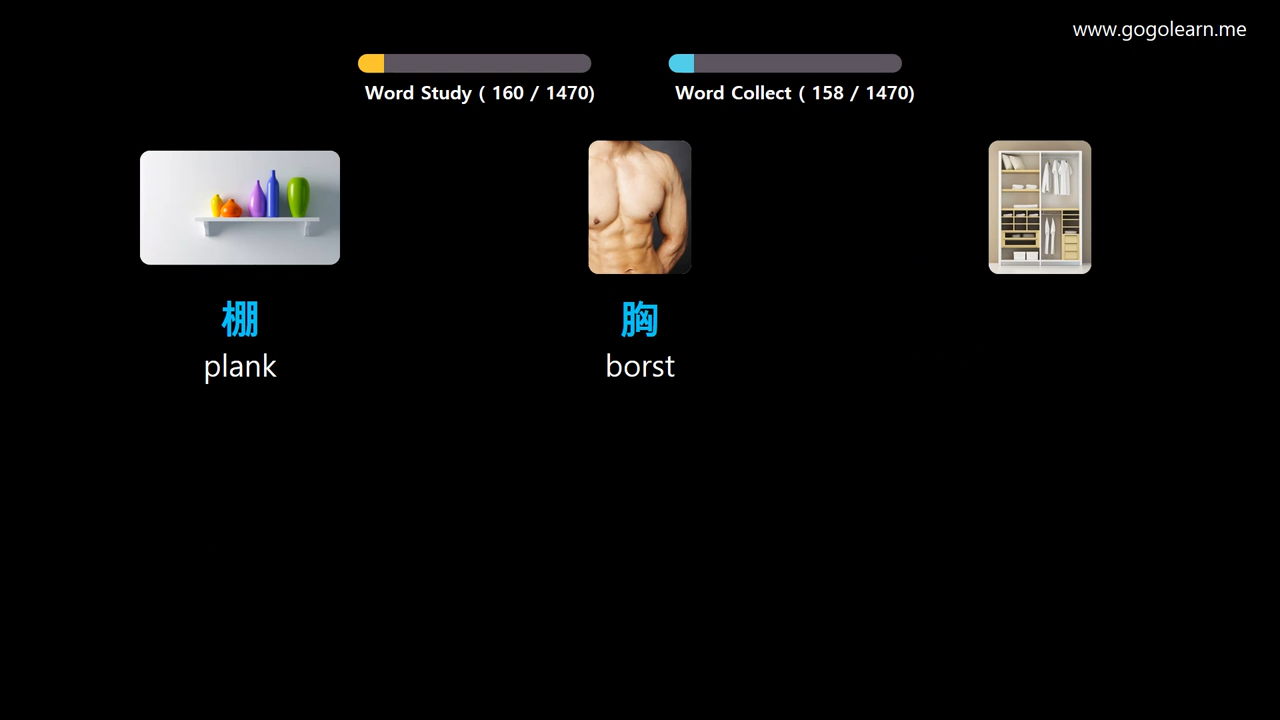 www.gogolearn.me
Word Study ( 160 / 1470)
Word Collect ( 158 / 1470)
棚
plank
胸
borst